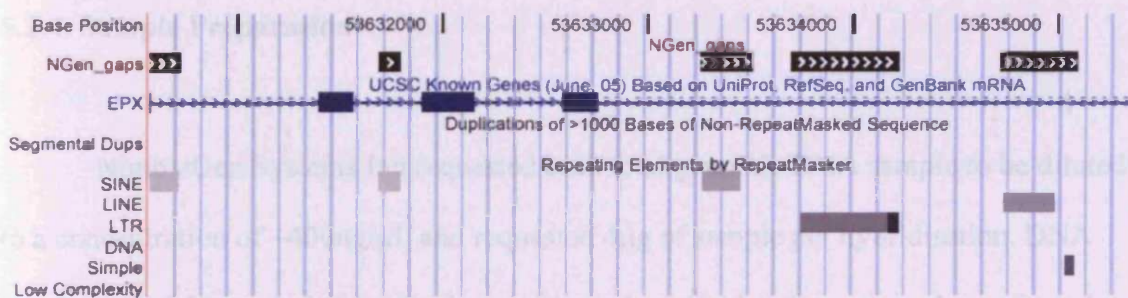 Base Position 53632000 53633000 53634000 53635000
NGen_gaps
NGen_gaps
UCSC Known Genes (June, 05) Based on UniProt, RefSeq, and GenBank mRNA
EPX
Duplications of >1000 Bases of Non-RepeatMasked Sequence
Segmental Dups
Repeating Elements by RepeatMasker
SINE
LINE
LTR
DNA
Simple
Low Complexity